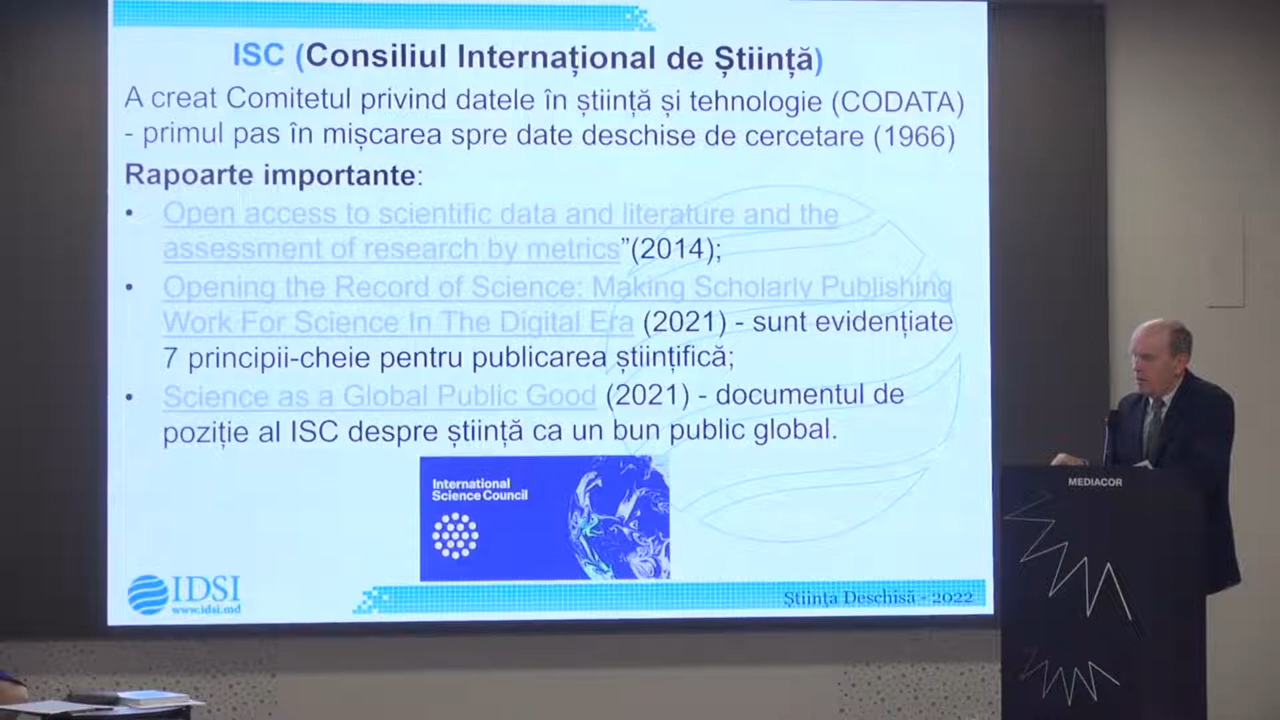 ISC (Consiliul Internațional de Știință)
A creat Comitetul privind datele în știință și tehnologie (CODATA)
- primul pas în mișcarea spre date deschise de cercetare (1966)
Rapoarte importante:
• Open access to scientific data and literature and the
assessment of research by metrics”(2014);
• Opening the Record of Science: Making Scholarly Publishing
Work For Science In The Digital Era (2021) - sunt evidențiate
7 principii-cheie pentru publicarea științifică;
• Science as a Global Public Good (2021) - documentul de
poziție al ISC despre știință ca un bun public global.
International
Science Council
IDSI
www.idsi.md
Știința Deschisă - 2022
MEDIACOR